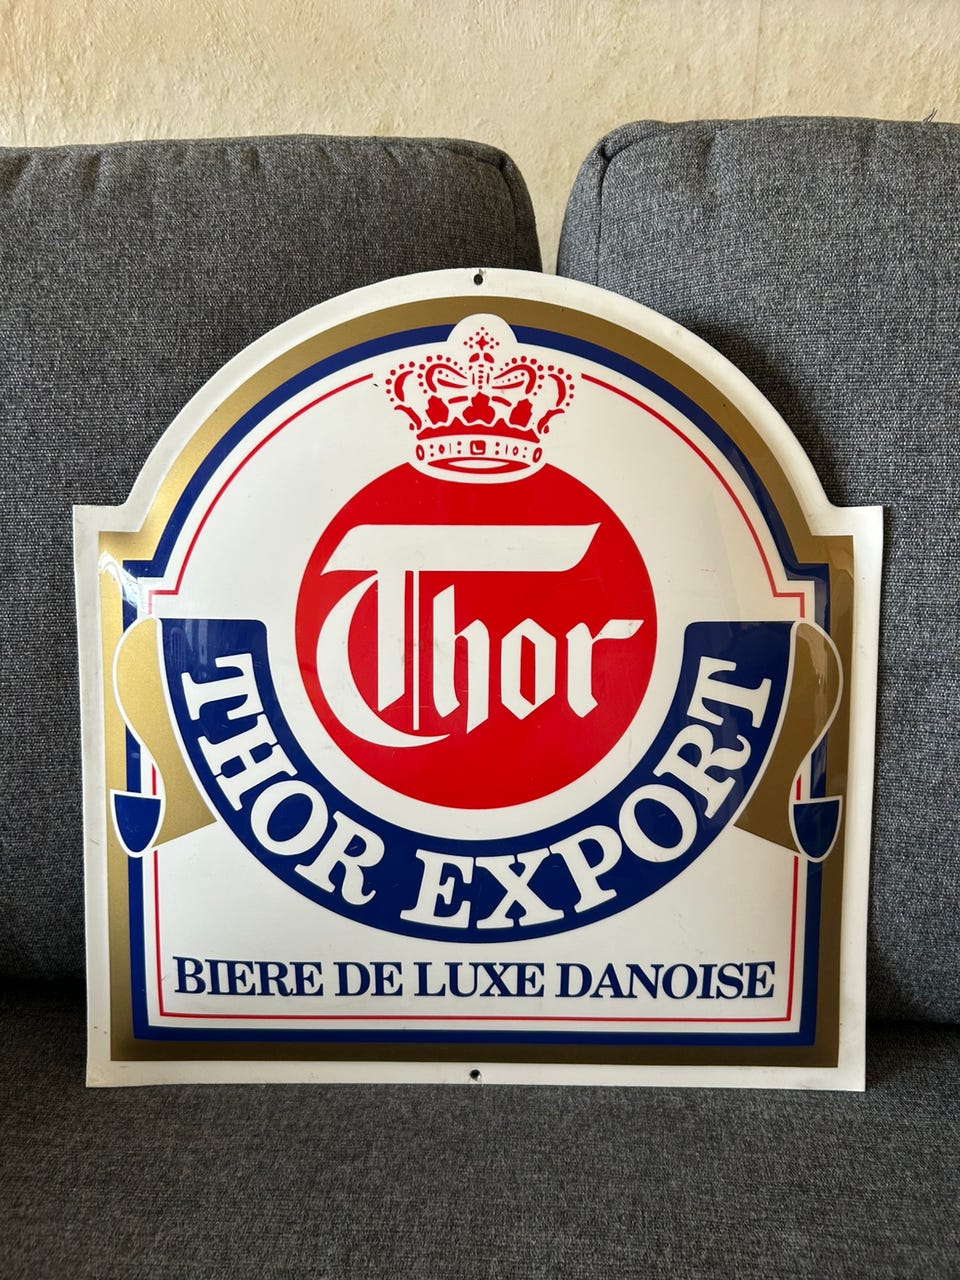 Thor
THOR EXPORT
BIERE DE LUXE DANOISE